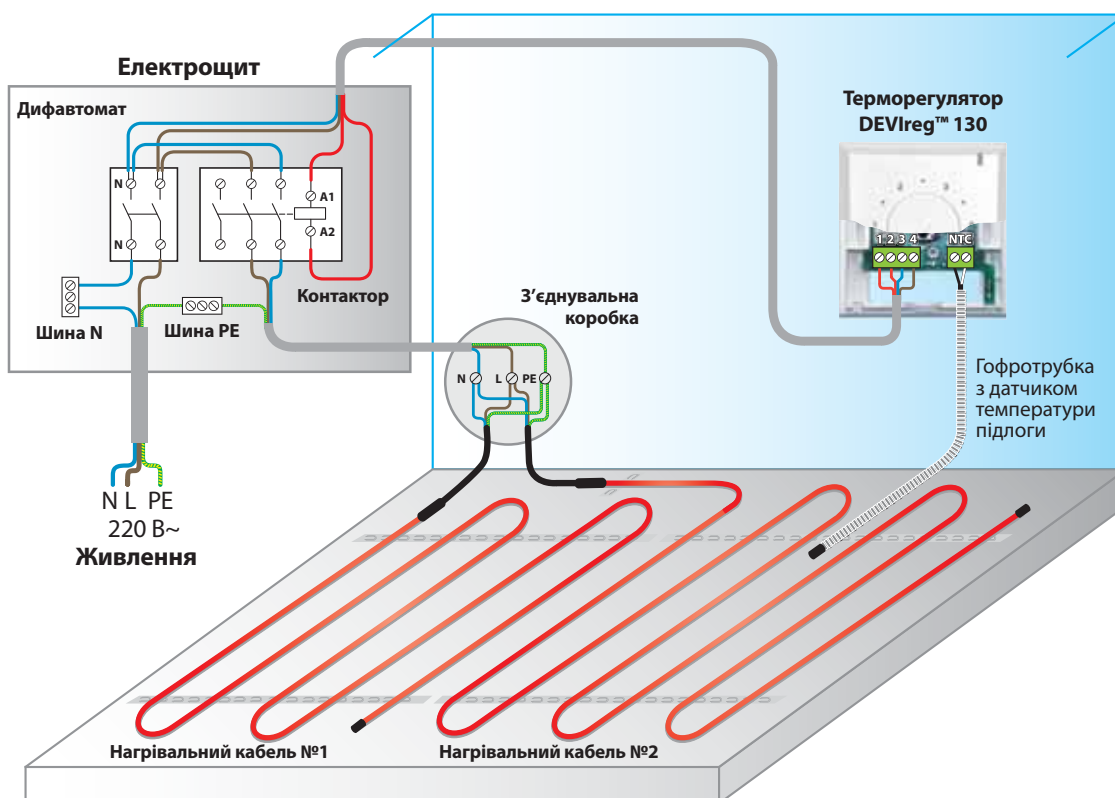 Електрощит
Дифавтомат
N
N
A1
A2
Контактор
Шина N
Шина PE
N L PE
220 В~
Живлення
З’єднувальна
коробка
N L PE
Терморегулятор
DEVIreg™ 130
1 2 3 4 NTC
Гофротрубка
з датчиком
температури
підлоги
Нагрівальний кабель №1
Нагрівальний кабель №2